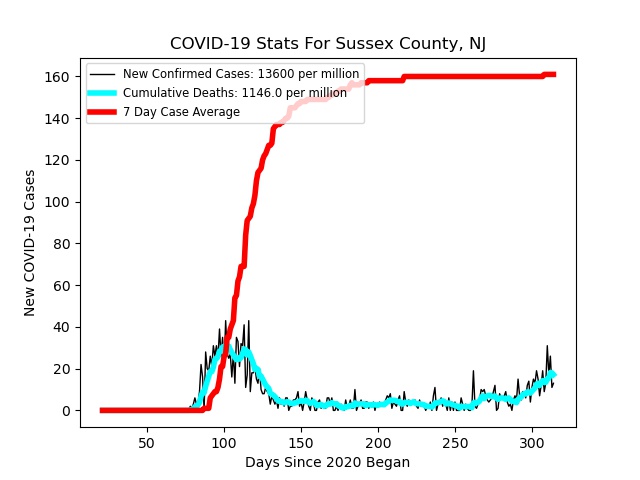 COVID-19 Stats For Sussex County, NJ
New Confirmed Cases: 13600 per million
Cumulative Deaths: 1146.0 per million
7 Day Case Average
160
140
120
100
80
60
40
20
0
New COVID-19 Cases
50 100 150 200 250 300
Days Since 2020 Began